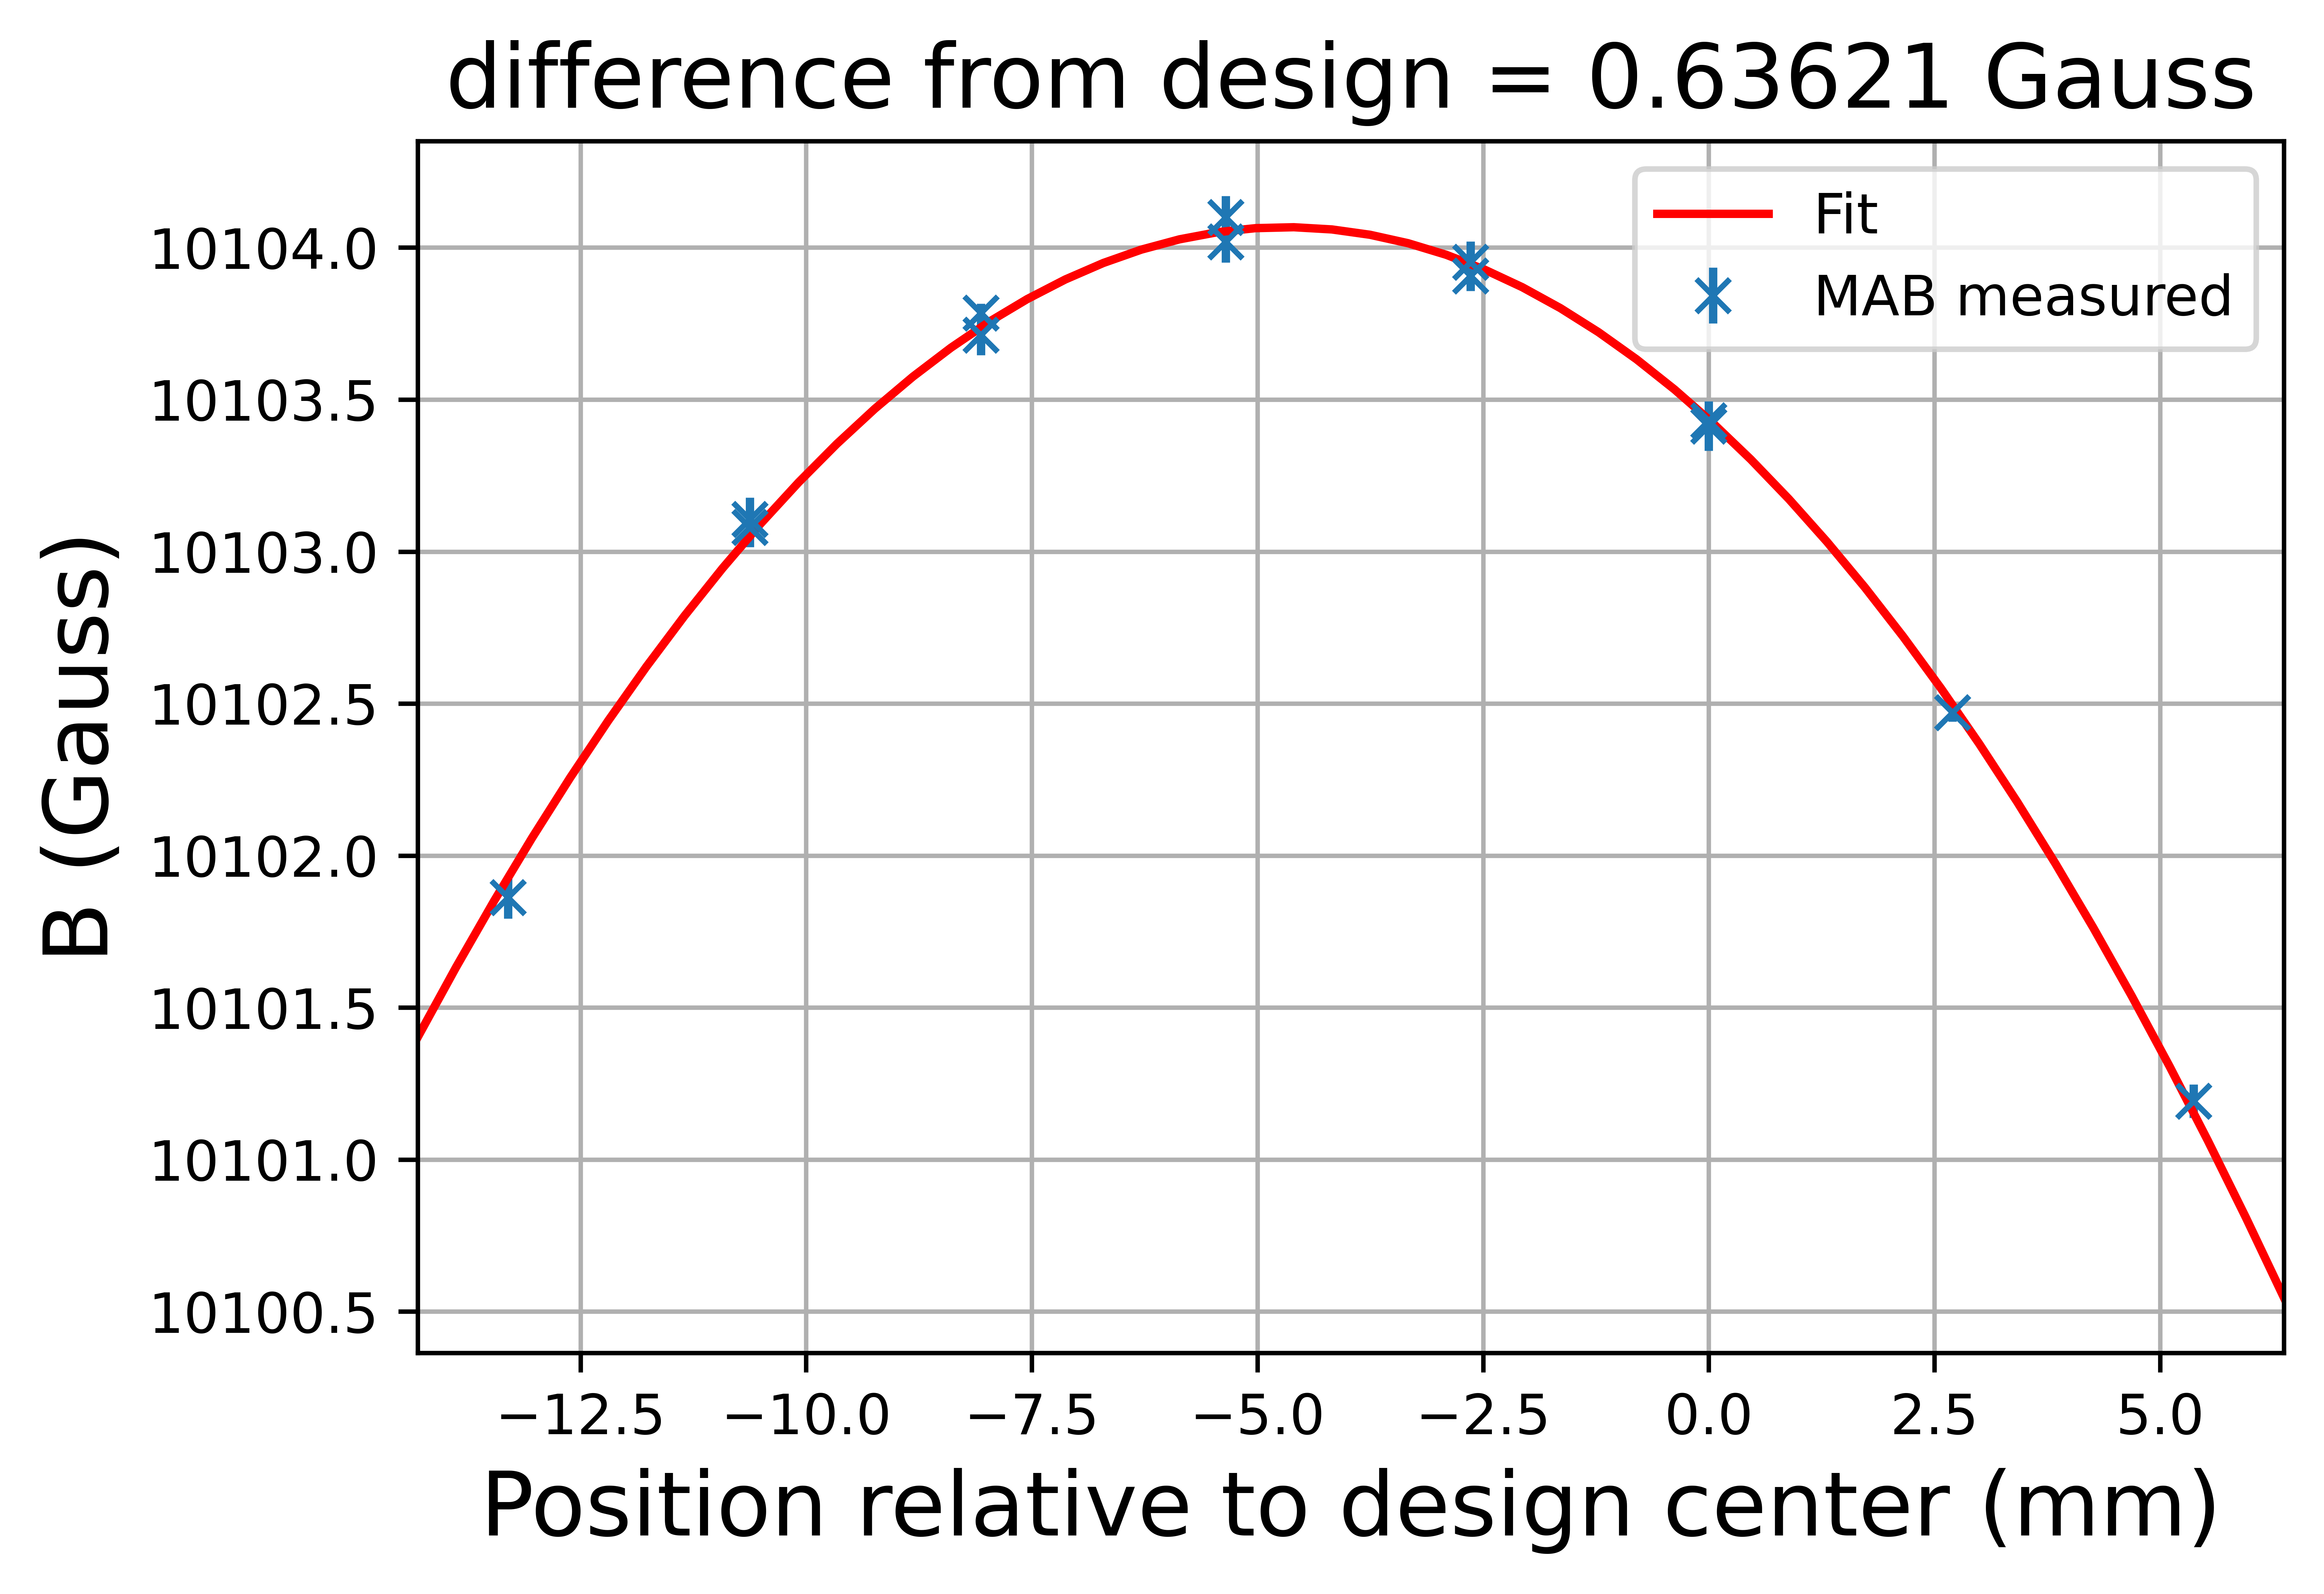 difference from design = 0.63621 Gauss
Fit
MAB measured
B (Gauss)
10104.0
10103.5
10103.0
10102.5
10102.0
10101.5
10101.0
10100.5
−12.5 −10.0 −7.5 −5.0 −2.5 0.0 2.5 5.0
Position relative to design center (mm)